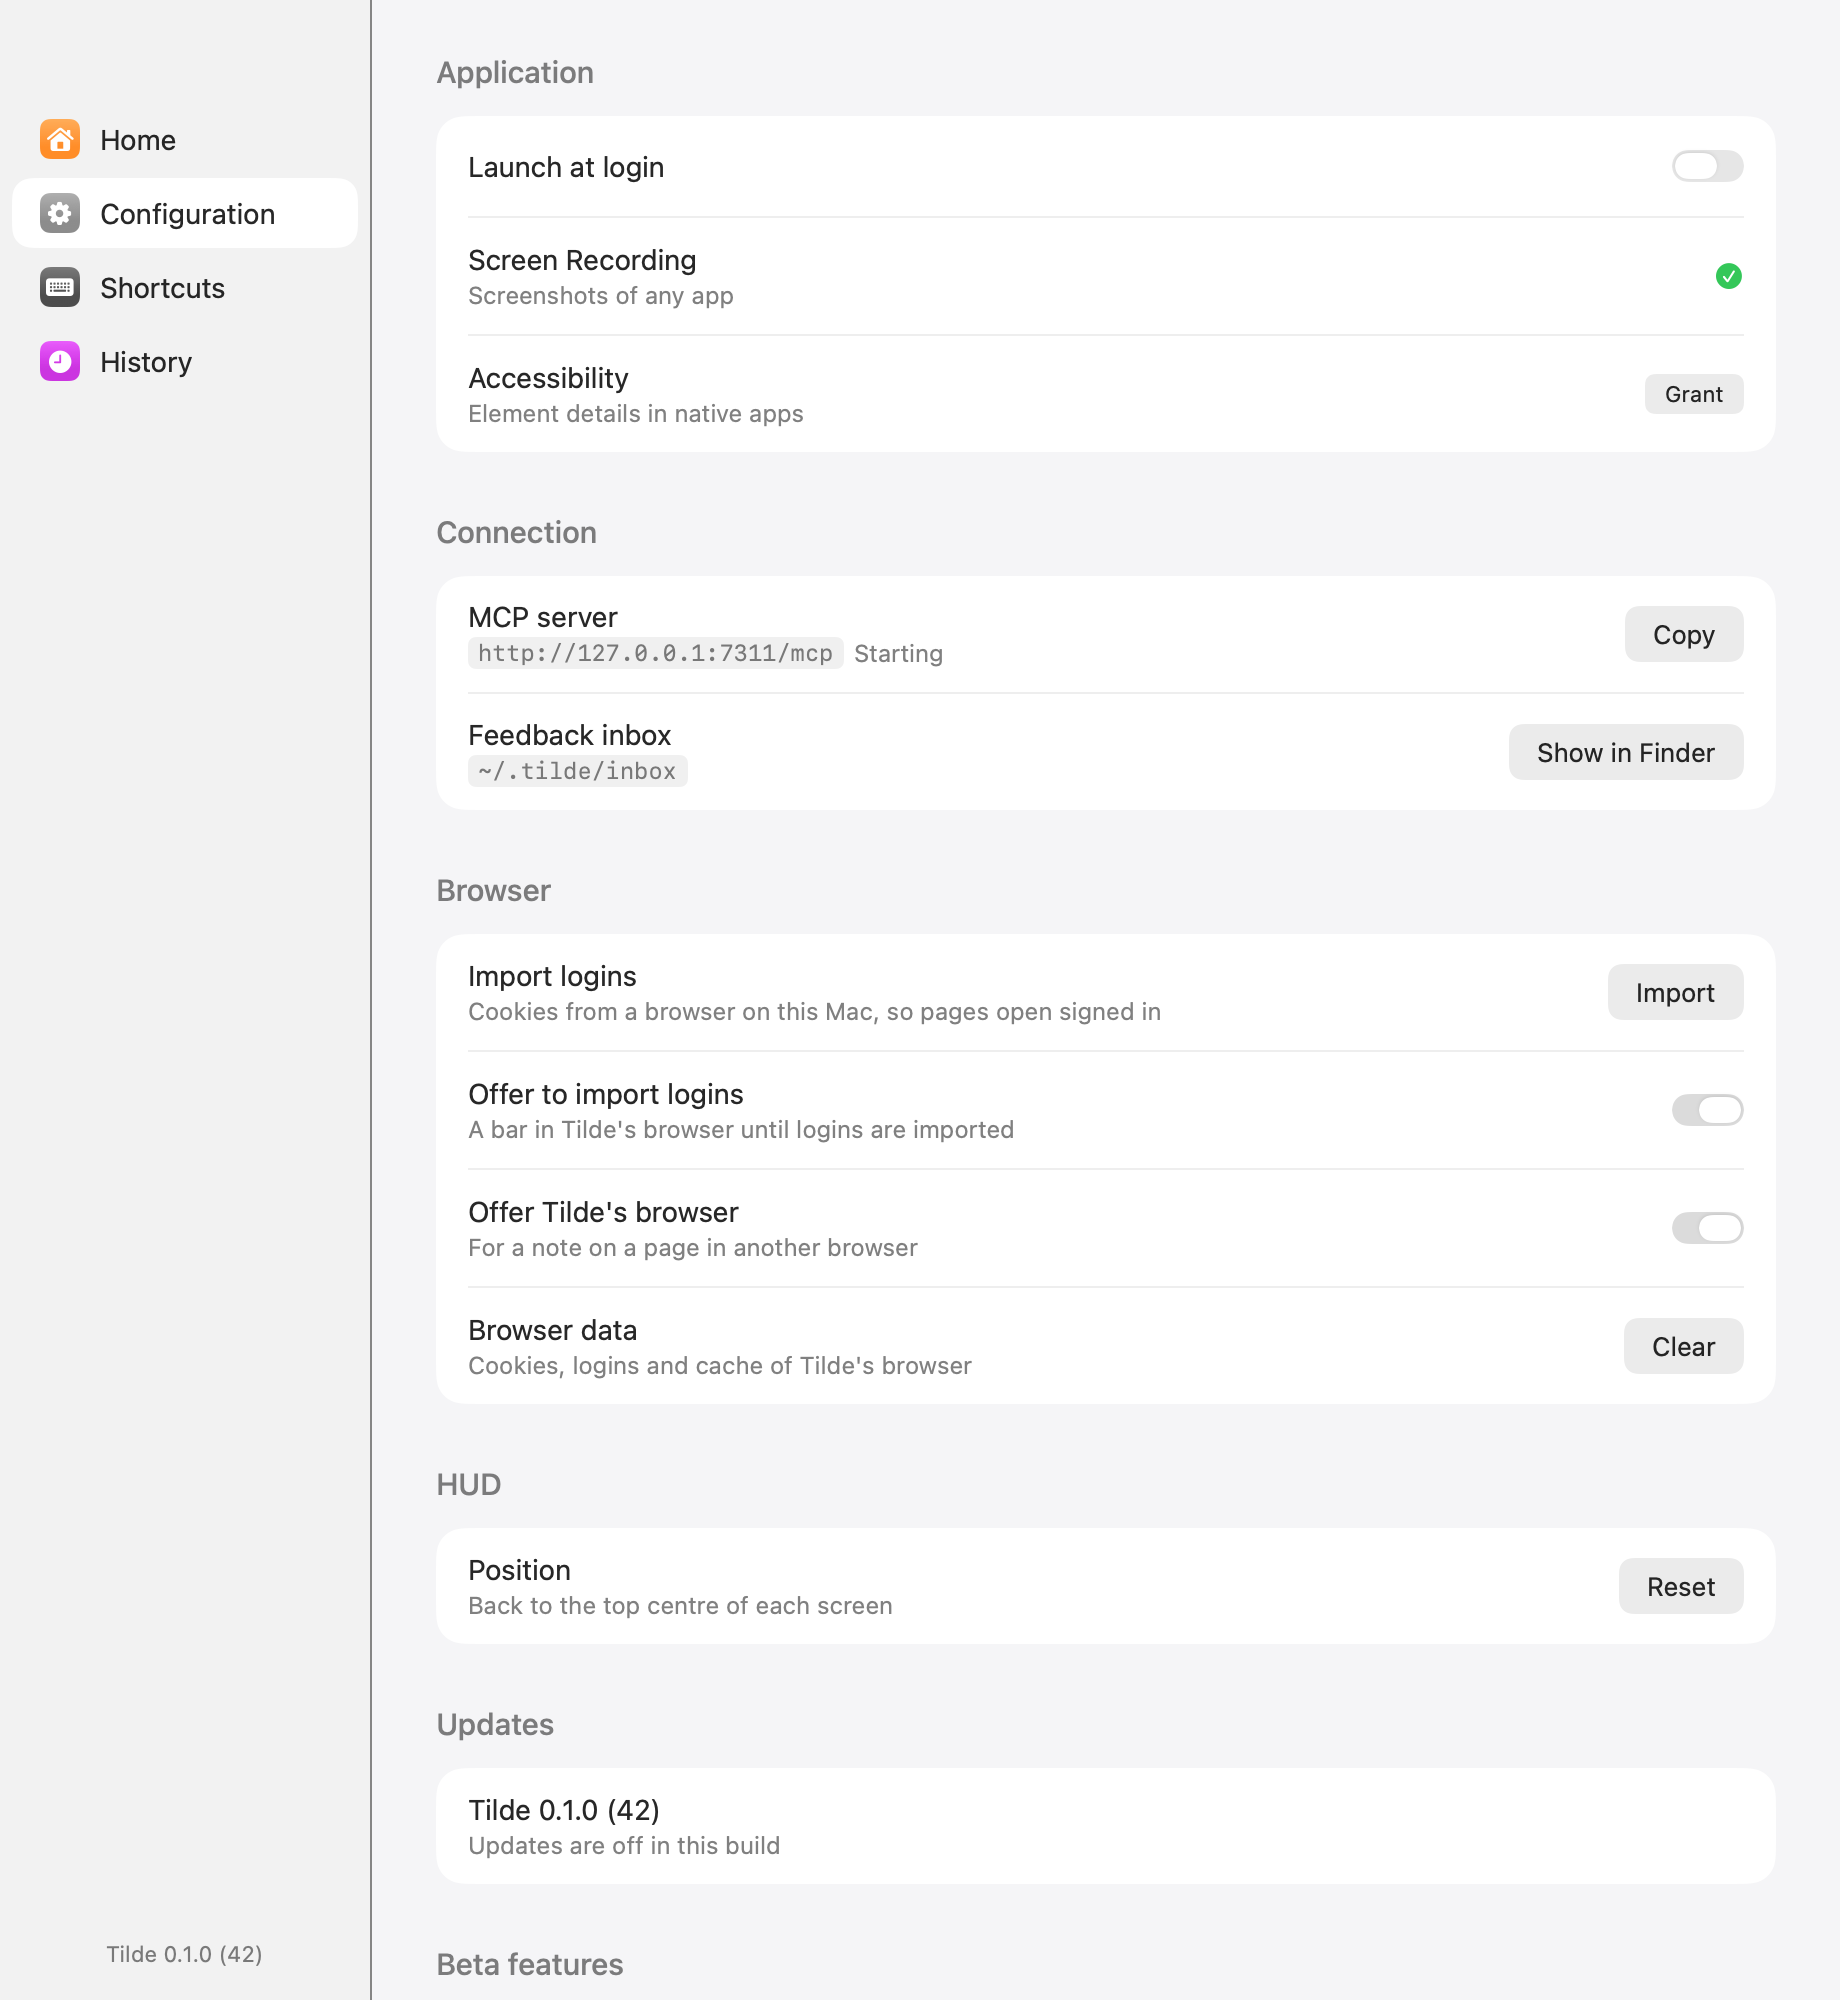 Home
Configuration
Shortcuts
History
Tilde 0.1.0 (42)
Application
Launch at login
Screen Recording
Screenshots of any app
Accessibility
Element details in native apps
Grant
Connection
MCP server
http://127.0.0.1:7311/mcp Starting
Copy
Feedback inbox
~/.tilde/inbox
Show in Finder
Browser
Import logins
Cookies from a browser on this Mac, so pages open signed in
Import
Offer to import logins
A bar in Tilde's browser until logins are imported
Offer Tilde's browser
For a note on a page in another browser
Browser data
Cookies, logins and cache of Tilde's browser
Clear
HUD
Position
Back to the top centre of each screen
Reset
Updates
Tilde 0.1.0 (42)
Updates are off in this build
Beta features